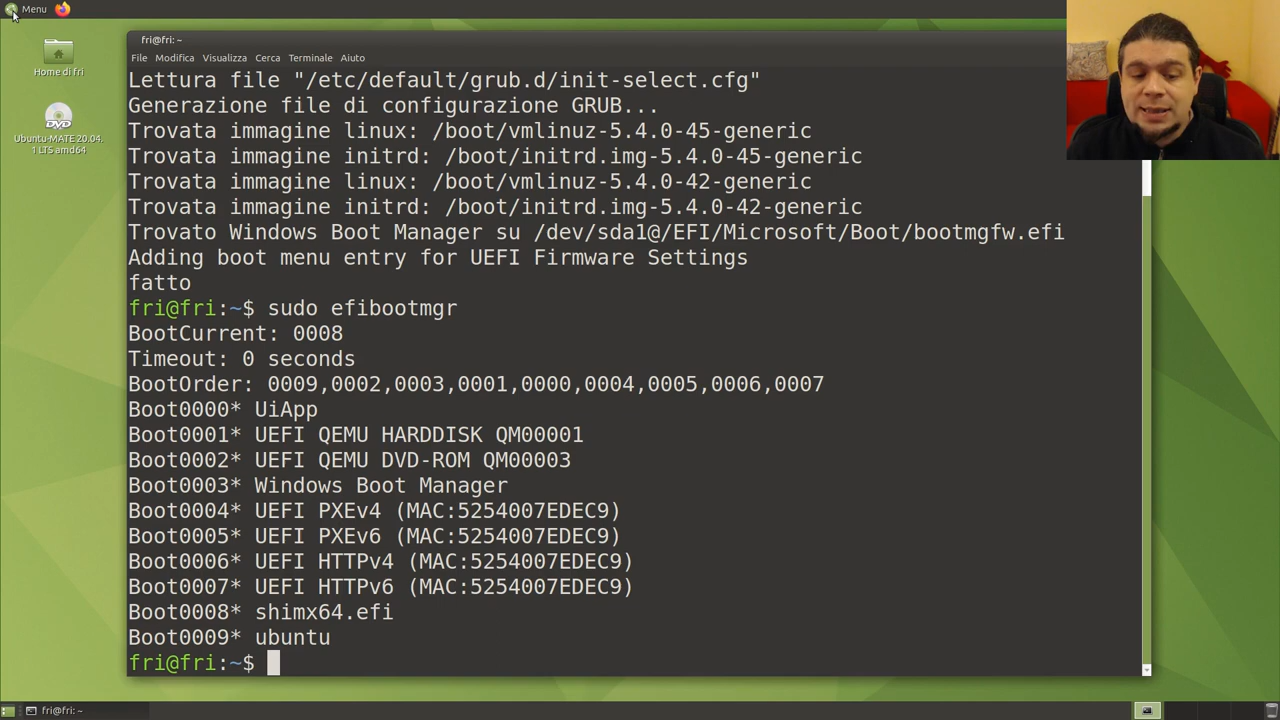 Menu
Home di fri
Ubuntu-MATE 20.04.
1 LTS amd64
fri@fri: ~
File Modifica Visualizza Cerca Terminale Aiuto
Lettura file "/etc/default/grub.d/init-select.cfg"
Generazione file di configurazione GRUB...
Trovata immagine linux: /boot/vmlinuz-5.4.0-45-generic
Trovata immagine initrd: /boot/initrd.img-5.4.0-45-generic
Trovata immagine linux: /boot/vmlinuz-5.4.0-42-generic
Trovata immagine initrd: /boot/initrd.img-5.4.0-42-generic
Trovato Windows Boot Manager su /dev/sda1@/EFI/Microsoft/Boot/bootmgfw.efi
Adding boot menu entry for UEFI Firmware Settings
fatto
fri@fri:~$ sudo efibootmgr
BootCurrent: 0008
Timeout: 0 seconds
BootOrder: 0009,0002,0003,0001,0000,0004,0005,0006,0007
Boot0000* UiApp
Boot0001* UEFI QEMU HARDDISK QM00001
Boot0002* UEFI QEMU DVD-ROM QM00003
Boot0003* Windows Boot Manager
Boot0004* UEFI PXEv4 (MAC:5254007EDEC9)
Boot0005* UEFI PXEv6 (MAC:5254007EDEC9)
Boot0006* UEFI HTTPv4 (MAC:5254007EDEC9)
Boot0007* UEFI HTTPv6 (MAC:5254007EDEC9)
Boot0008* shimx64.efi
Boot0009* ubuntu
fri@fri:~$
fri@fri: ~